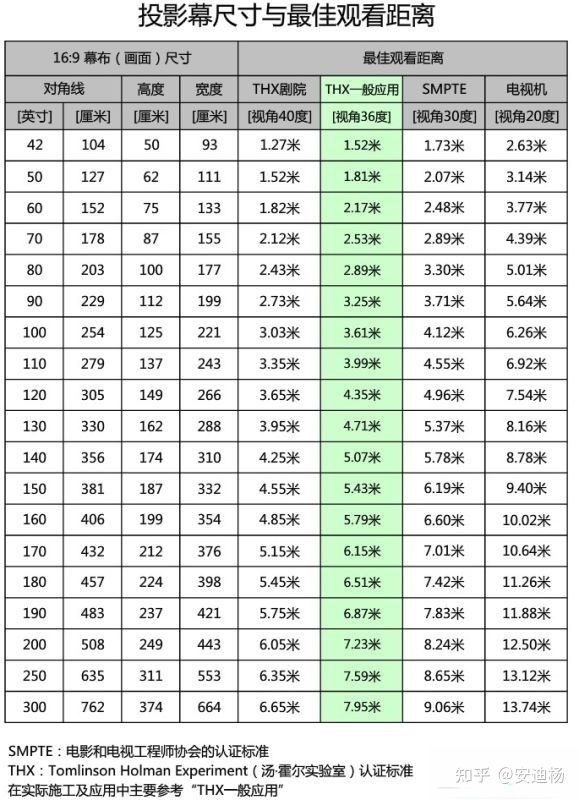 投影幕尺寸与最佳观看距离
16:9 幕布（画面）尺寸 最佳观看距离
对角线 高度 宽度 THX剧院 THX一般应用 SMPTE 电视机
[英寸] [厘米] [厘米] [厘米] [视角40度] [视角36度] [视角30度] [视角20度]
42 104 50 93 1.27米 1.52米 1.73米 2.63米
50 127 62 111 1.52米 1.81米 2.07米 3.14米
60 152 75 133 1.82米 2.17米 2.48米 3.77米
70 178 87 155 2.12米 2.53米 2.89米 4.39米
80 203 100 177 2.43米 2.89米 3.30米 5.01米
90 229 112 199 2.73米 3.25米 3.71米 5.64米
100 254 125 221 3.03米 3.61米 4.12米 6.26米
110 279 137 243 3.35米 3.99米 4.55米 6.92米
120 305 149 266 3.65米 4.35米 4.96米 7.54米
130 330 162 288 3.95米 4.71米 5.37米 8.16米
140 356 174 310 4.25米 5.07米 5.78米 8.78米
150 381 187 332 4.55米 5.43米 6.19米 9.40米
160 406 199 354 4.85米 5.79米 6.60米 10.02米
170 432 212 376 5.15米 6.15米 7.01米 10.64米
180 457 224 398 5.45米 6.51米 7.42米 11.26米
190 483 237 421 5.75米 6.87米 7.83米 11.88米
200 508 249 443 6.05米 7.23米 8.24米 12.50米
250 635 311 553 6.35米 7.59米 8.65米 13.12米
300 762 374 664 6.65米 7.95米 9.06米 13.74米
SMPTE：电影和电视工程师协会的认证标准
THX：Tomlinson Holman Experiment（汤·霍尔实验室）认证标准
在实际施工及应用中主要参考“THX一般应用”
知乎 @安迪杨